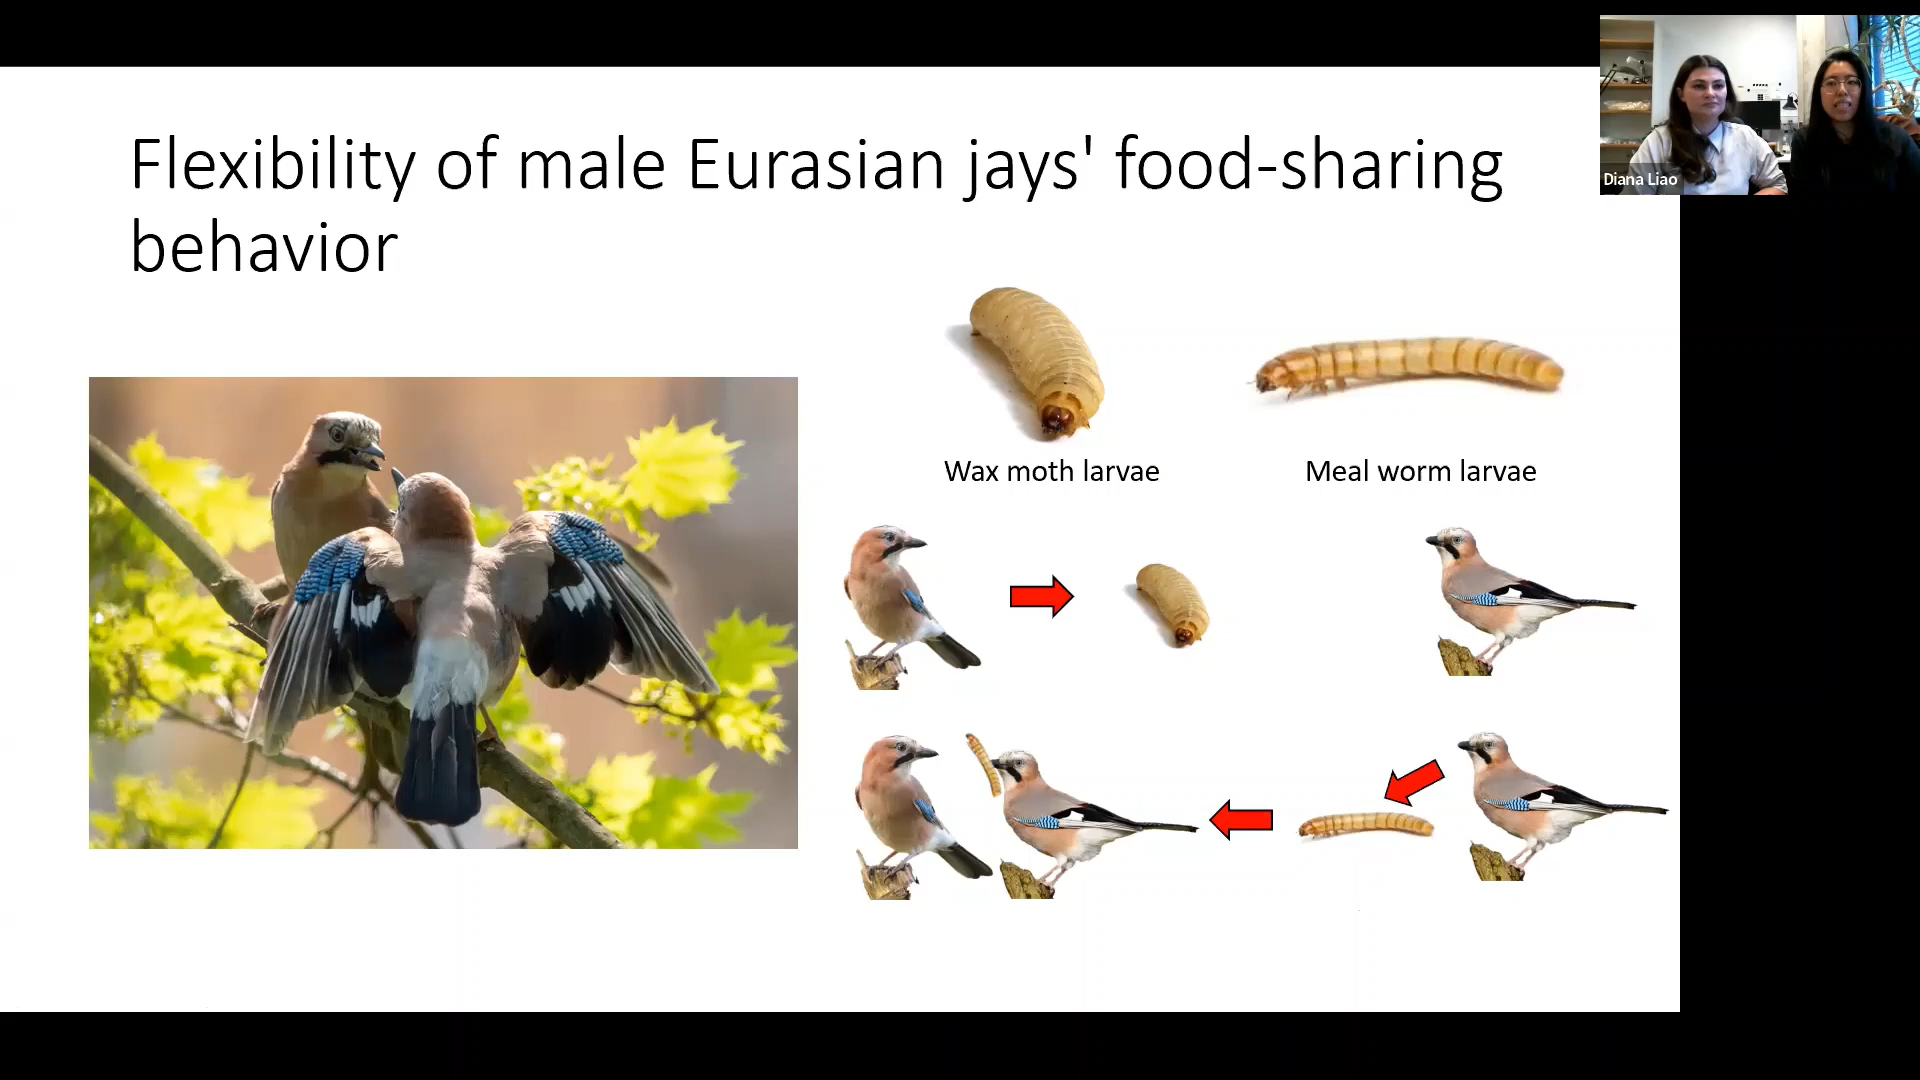 Flexibility of male Eurasian jays' food-sharing
behavior
Diana Liao
Wax moth larvae
Meal worm larvae